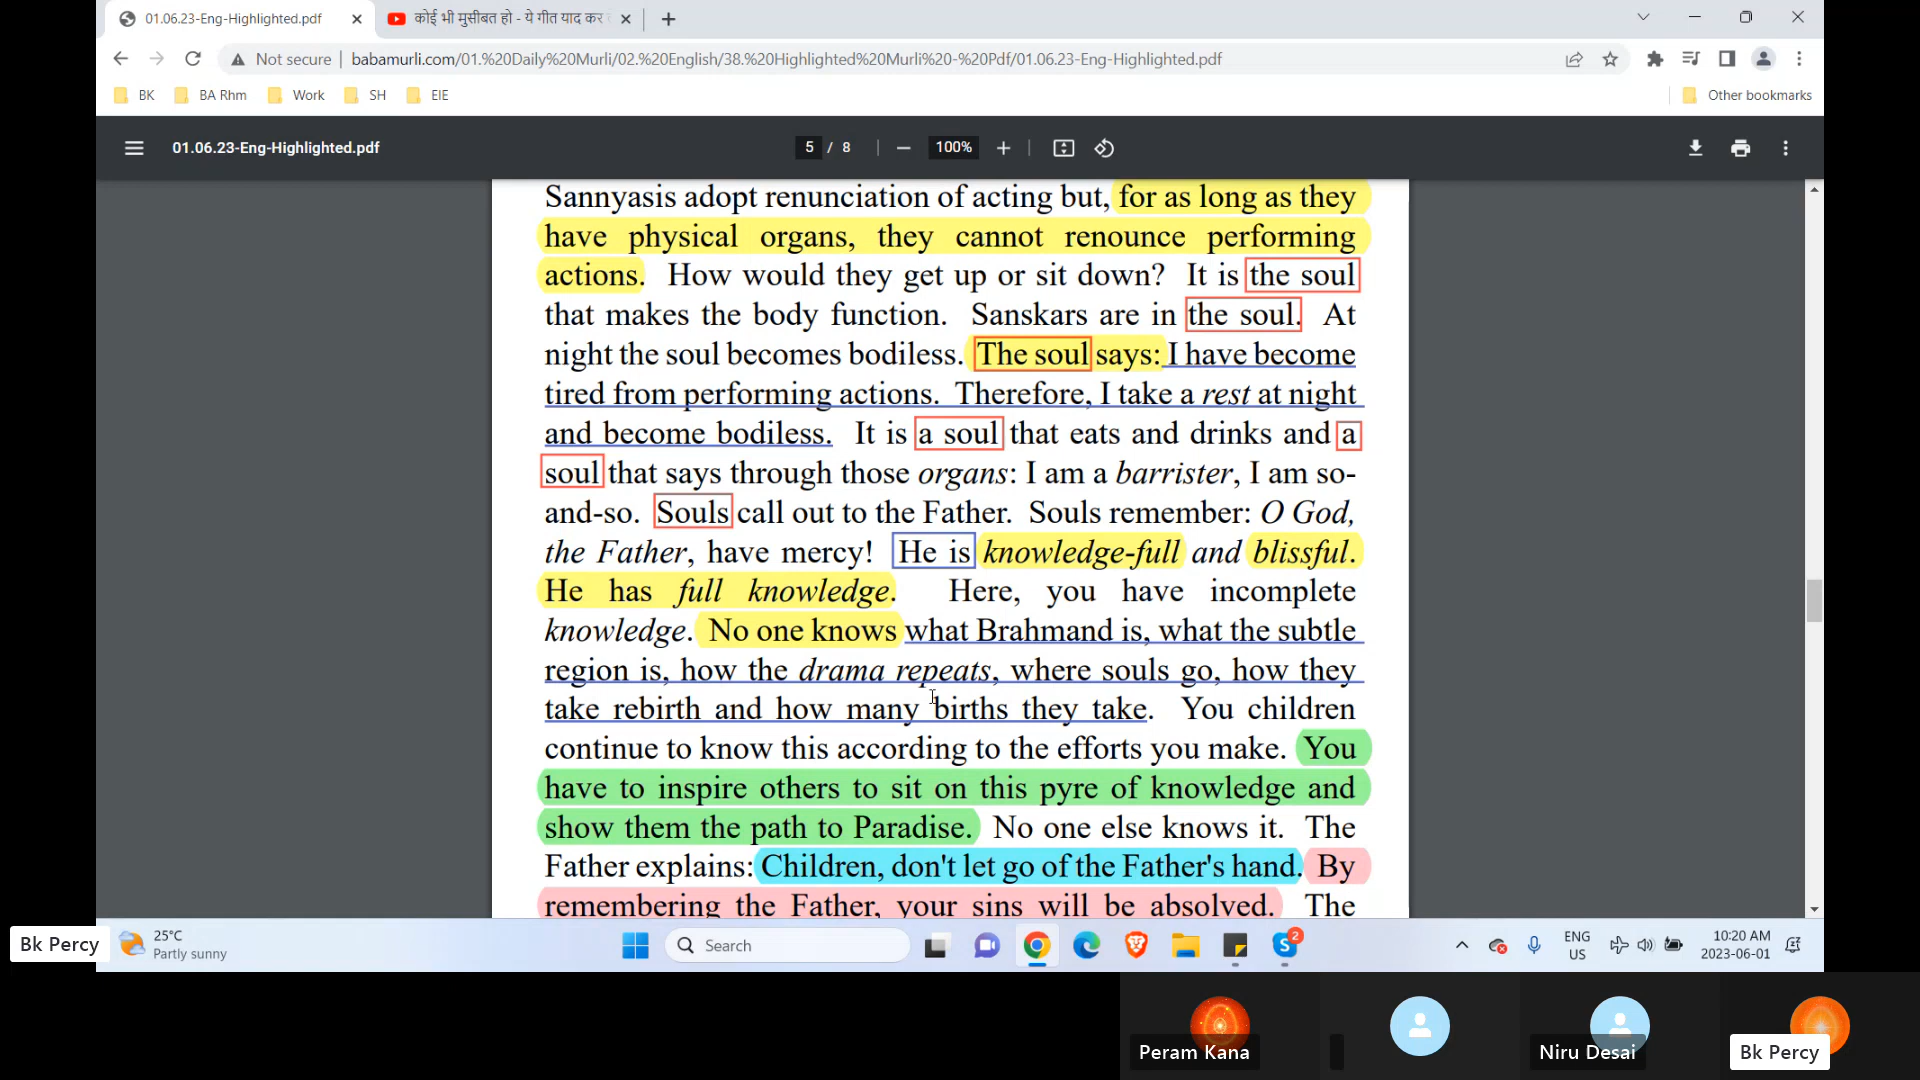 01.06.23-Eng-Highlighted.pdf
कोई भी मुसीबत हो - ये गीत याद कर
Not secure
babamurli.com/01.%20Daily%20Murli/02.%20English/38.%20Highlighted%20Murli%20-%20Pdf/01.06.23-Eng-Highlighted.pdf
BK BA Rhm Work SH EIE Other bookmarks
01.06.23-Eng-Highlighted.pdf 5 / 8 100%
Sannyasis adopt renunciation of acting but, for as long as they
have physical organs, they cannot renounce performing
actions. How would they get up or sit down? It is the soul
that makes the body function. Sanskars are in the soul. At
night the soul becomes bodiless. The soul says: I have become
tired from performing actions. Therefore, I take a rest at night
and become bodiless. It is a soul that eats and drinks and a
soul that says through those organs: I am a barrister, I am so-
and-so. Souls call out to the Father. Souls remember: O God,
the Father, have mercy! He is knowledge-full and blissful.
He has full knowledge. Here, you have incomplete
knowledge. No one knows what Brahmand is, what the subtle
region is, how the drama repeats, where souls go, how they
take rebirth and how many births they take. You children
continue to know this according to the efforts you make. You
have to inspire others to sit on this pyre of knowledge and
show them the path to Paradise. No one else knows it. The
Father explains: Children, don't let go of the Father's hand. By
remembering the Father, your sins will be absolved. The
Bk Percy
25°C
Partly sunny
Search
2
ENG
US
10:20 AM
2023-06-01
Peram Kana
Niru Desai
Bk Percy